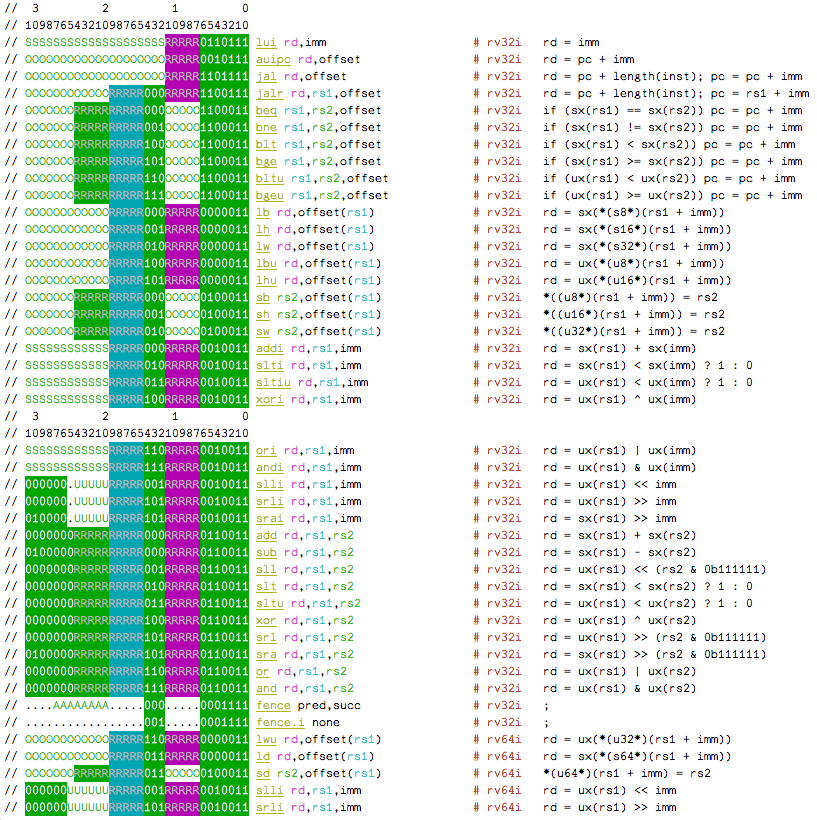 // 3 2 1 0
// 10987654321098765432109876543210
// SSSSSSSSSSSSSSSSSSSSRRRRR0110111 lui rd,imm # rv32i rd = imm
// OOOOOOOOOOOOOOOOOOOORRRRR0010111 auipc rd,offset # rv32i rd = pc + imm
// OOOOOOOOOOOOOOOOOOOORRRRR1101111 jal rd,offset # rv32i rd = pc + length(inst); pc = pc + imm
// OOOOOOOOOOOORRRRR000RRRRR1100111 jalr rd,rs1,offset # rv32i rd = pc + length(inst); pc = rs1 + imm
// OOOOOOORRRRRRRRRR000OOOOO1100011 beq rs1,rs2,offset # rv32i if (sx(rs1) == sx(rs2)) pc = pc + imm
// OOOOOOORRRRRRRRRR001OOOOO1100011 bne rs1,rs2,offset # rv32i if (sx(rs1) != sx(rs2)) pc = pc + imm
// OOOOOOORRRRRRRRRR100OOOOO1100011 blt rs1,rs2,offset # rv32i if (sx(rs1) < sx(rs2)) pc = pc + imm
// OOOOOOORRRRRRRRRR101OOOOO1100011 bge rs1,rs2,offset # rv32i if (sx(rs1) >= sx(rs2)) pc = pc + imm
// OOOOOOORRRRRRRRRR110OOOOO1100011 bltu rs1,rs2,offset # rv32i if (ux(rs1) < ux(rs2)) pc = pc + imm
// OOOOOOORRRRRRRRRR111OOOOO1100011 bgeu rs1,rs2,offset # rv32i if (ux(rs1) >= ux(rs2)) pc = pc + imm
// OOOOOOOOOOOORRRRR000RRRRR0000011 lb rd,offset(rs1) # rv32i rd = sx(*(s8*)(rs1 + imm))
// OOOOOOOOOOOORRRRR001RRRRR0000011 lh rd,offset(rs1) # rv32i rd = sx(*(s16*)(rs1 + imm))
// OOOOOOOOOOOORRRRR010RRRRR0000011 lw rd,offset(rs1) # rv32i rd = sx(*(s32*)(rs1 + imm))
// OOOOOOOOOOOORRRRR100RRRRR0000011 lbu rd,offset(rs1) # rv32i rd = ux(*(u8*)(rs1 + imm))
// OOOOOOOOOOOORRRRR101RRRRR0000011 lhu rd,offset(rs1) # rv32i rd = ux(*(u16*)(rs1 + imm))
// OOOOOOORRRRRRRRRR000OOOOO0100011 sb rs2,offset(rs1) # rv32i *((u8*)(rs1 + imm)) = rs2
// OOOOOOORRRRRRRRRR001OOOOO0100011 sh rs2,offset(rs1) # rv32i *((u16*)(rs1 + imm)) = rs2
// OOOOOOORRRRRRRRRR010OOOOO0100011 sw rs2,offset(rs1) # rv32i *((u32*)(rs1 + imm)) = rs2
// SSSSSSSSSSSSRRRRR000RRRRR0010011 addi rd,rs1,imm # rv32i rd = sx(rs1) + sx(imm)
// SSSSSSSSSSSSRRRRR010RRRRR0010011 slti rd,rs1,imm # rv32i rd = sx(rs1) < sx(imm) ? 1 : 0
// SSSSSSSSSSSSRRRRR011RRRRR0010011 sltiu rd,rs1,imm # rv32i rd = ux(rs1) < ux(imm) ? 1 : 0
// SSSSSSSSSSSSRRRRR100RRRRR0010011 xori rd,rs1,imm # rv32i rd = ux(rs1) ^ ux(imm)
// 3 2 1 0
// 10987654321098765432109876543210
// SSSSSSSSSSSSRRRRR110RRRRR0010011 ori rd,rs1,imm # rv32i rd = ux(rs1) | ux(imm)
// SSSSSSSSSSSSRRRRR111RRRRR0010011 andi rd,rs1,imm # rv32i rd = ux(rs1) & ux(imm)
// 000000.UUUUURRRRR001RRRRR0010011 slli rd,rs1,imm # rv32i rd = ux(rs1) << imm
// 000000.UUUUURRRRR101RRRRR0010011 srli rd,rs1,imm # rv32i rd = ux(rs1) >> imm
// 010000.UUUUURRRRR101RRRRR0010011 srai rd,rs1,imm # rv32i rd = sx(rs1) >> imm
// 0000000RRRRRRRRRR000RRRRR0110011 add rd,rs1,rs2 # rv32i rd = sx(rs1) + sx(rs2)
// 0100000RRRRRRRRRR000RRRRR0110011 sub rd,rs1,rs2 # rv32i rd = sx(rs1) - sx(rs2)
// 0000000RRRRRRRRRR001RRRRR0110011 sll rd,rs1,rs2 # rv32i rd = ux(rs1) << (rs2 & 0b111111)
// 0000000RRRRRRRRRR010RRRRR0110011 slt rd,rs1,rs2 # rv32i rd = sx(rs1) < sx(rs2) ? 1 : 0
// 0000000RRRRRRRRRR011RRRRR0110011 sltu rd,rs1,rs2 # rv32i rd = ux(rs1) < ux(rs2) ? 1 : 0
// 0000000RRRRRRRRRR100RRRRR0110011 xor rd,rs1,rs2 # rv32i rd = ux(rs1) ^ ux(rs2)
// 0000000RRRRRRRRRR101RRRRR0110011 srl rd,rs1,rs2 # rv32i rd = ux(rs1) >> (rs2 & 0b111111)
// 0100000RRRRRRRRRR101RRRRR0110011 sra rd,rs1,rs2 # rv32i rd = sx(rs1) >> (rs2 & 0b111111)
// 0000000RRRRRRRRRR110RRRRR0110011 or rd,rs1,rs2 # rv32i rd = ux(rs1) | ux(rs2)
// 0000000RRRRRRRRRR111RRRRR0110011 and rd,rs1,rs2 # rv32i rd = ux(rs1) & ux(rs2)
// ....AAAAAAAA.....000.....0001111 fence pred,succ # rv32i ;
// .................001.....0001111 fence.i none # rv32i ;
// OOOOOOOOOOOORRRRR110RRRRR0000011 lwu rd,offset(rs1) # rv64i rd = ux(*(u32*)(rs1 + imm))
// OOOOOOOOOOOORRRRR011RRRRR0000011 ld rd,offset(rs1) # rv64i rd = sx(*(s64*)(rs1 + imm))
// OOOOOOORRRRRRRRRR011OOOOO0100011 sd rs2,offset(rs1) # rv64i *(u64*)(rs1 + imm) = rs2
// 000000UUUUUURRRRR001RRRRR0010011 slli rd,rs1,imm # rv64i rd = ux(rs1) << imm
// 000000UUUUUURRRRR101RRRRR0010011 srli rd,rs1,imm # rv64i rd = ux(rs1) >> imm